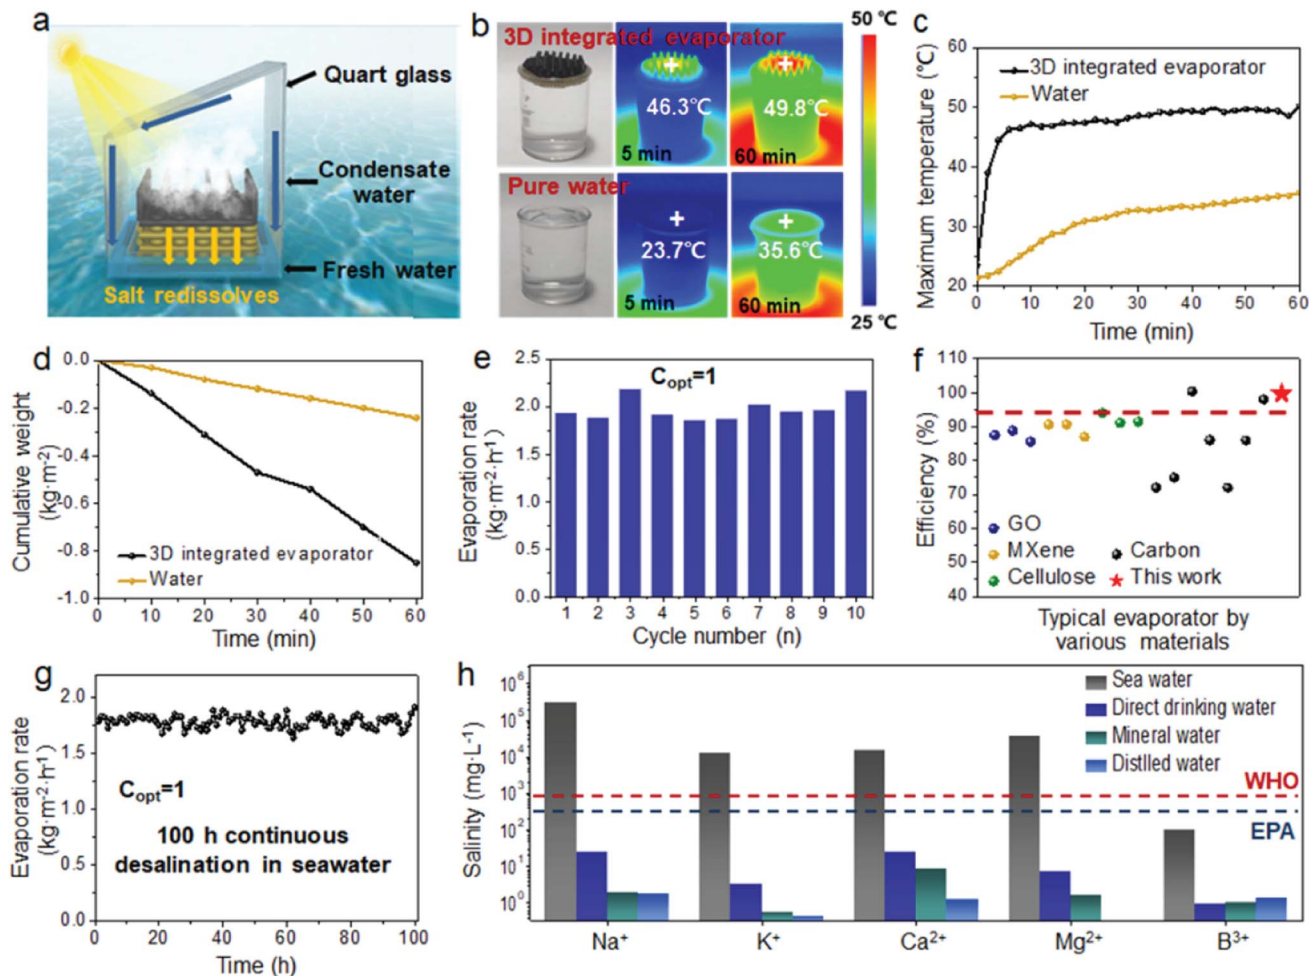 a
Quart glass
Condensate
water
Fresh water
Salt redissolves
b
3D integrated evaporator
46.3℃
49.8℃
5 min
60 min
Pure water
23.7℃
35.6℃
5 min
60 min
50 ℃
25 ℃
c
Maximum temperature (℃)
60
50
40
30
20
3D integrated evaporator
Water
0 10 20 30 40 50 60
Time (min)
d
Cumulative weight
(kg·m⁻²)
0.0
-0.2
-0.4
-0.6
-0.8
-1.0
3D integrated evaporator
Water
0 10 20 30 40 50 60
Time (min)
e
Evaporation rate
(kg·m⁻²·h⁻¹)
2.5
2.0
1.5
1.0
0.5
0.0
Cₒₚₜ=1
1 2 3 4 5 6 7 8 9 10
Cycle number (n)
f
Efficiency (%)
110
100
90
80
70
60
50
40
GO
MXene
Cellulose
Carbon
This work
Typical evaporator by
various materials
g
Evaporation rate
(kg·m⁻²·h⁻¹)
2.0
1.5
1.0
0.5
0.0
Cₒₚₜ=1
100 h continuous
desalination in seawater
0 20 40 60 80 100
Time (h)
h
Salinity (mg·L⁻¹)
10⁶
10⁵
10⁴
10³
10²
10¹
10⁰
Sea water
Direct drinking water
Mineral water
Distlled water
WHO
EPA
Na⁺ K⁺ Ca²⁺ Mg²⁺ B³⁺